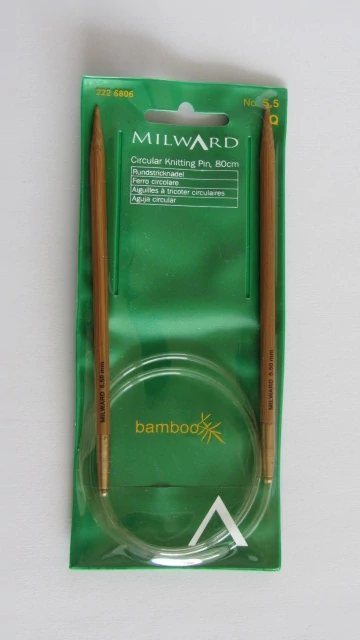 222 6806
No. 5.5
Q
MILWARD
Circular Knitting Pin, 80cm
Rundstricknadel
Ferro circolare
Aiguilles à tricoter circulaires
Aguja circular
MILWARD 5.50 mm
MILWARD 5.50 mm
bamboo